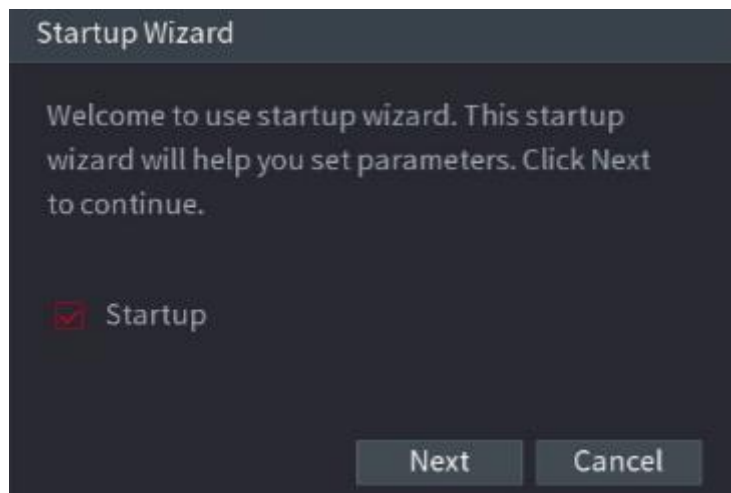 Startup Wizard
Welcome to use startup wizard. This startup
wizard will help you set parameters. Click Next
to continue.
Startup
Next Cancel